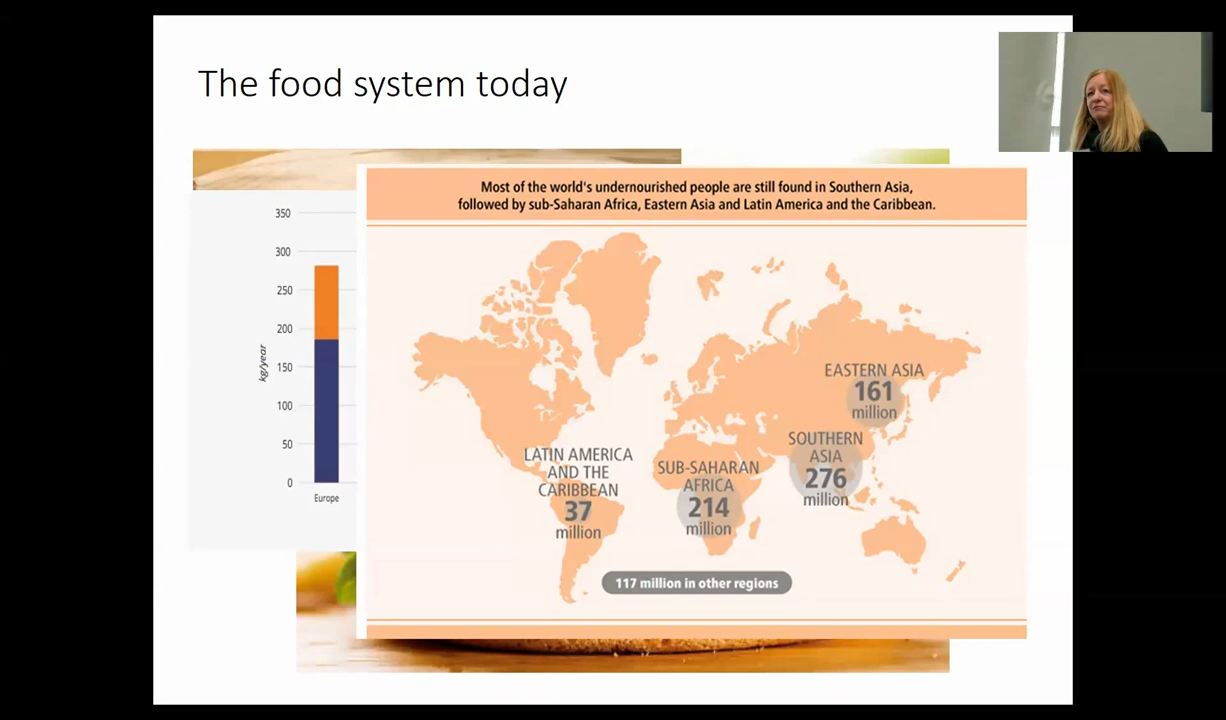 The food system today
Most of the world's undernourished people are still found in Southern Asia,
followed by sub-Saharan Africa, Eastern Asia and Latin America and the Caribbean.
350
300
250
200
150
100
50
0
kg/year
Europe
EASTERN ASIA
161
million
SOUTHERN
ASIA
276
million
LATIN AMERICA
AND THE
CARIBBEAN
37
million
SUB-SAHARAN
AFRICA
214
million
117 million in other regions